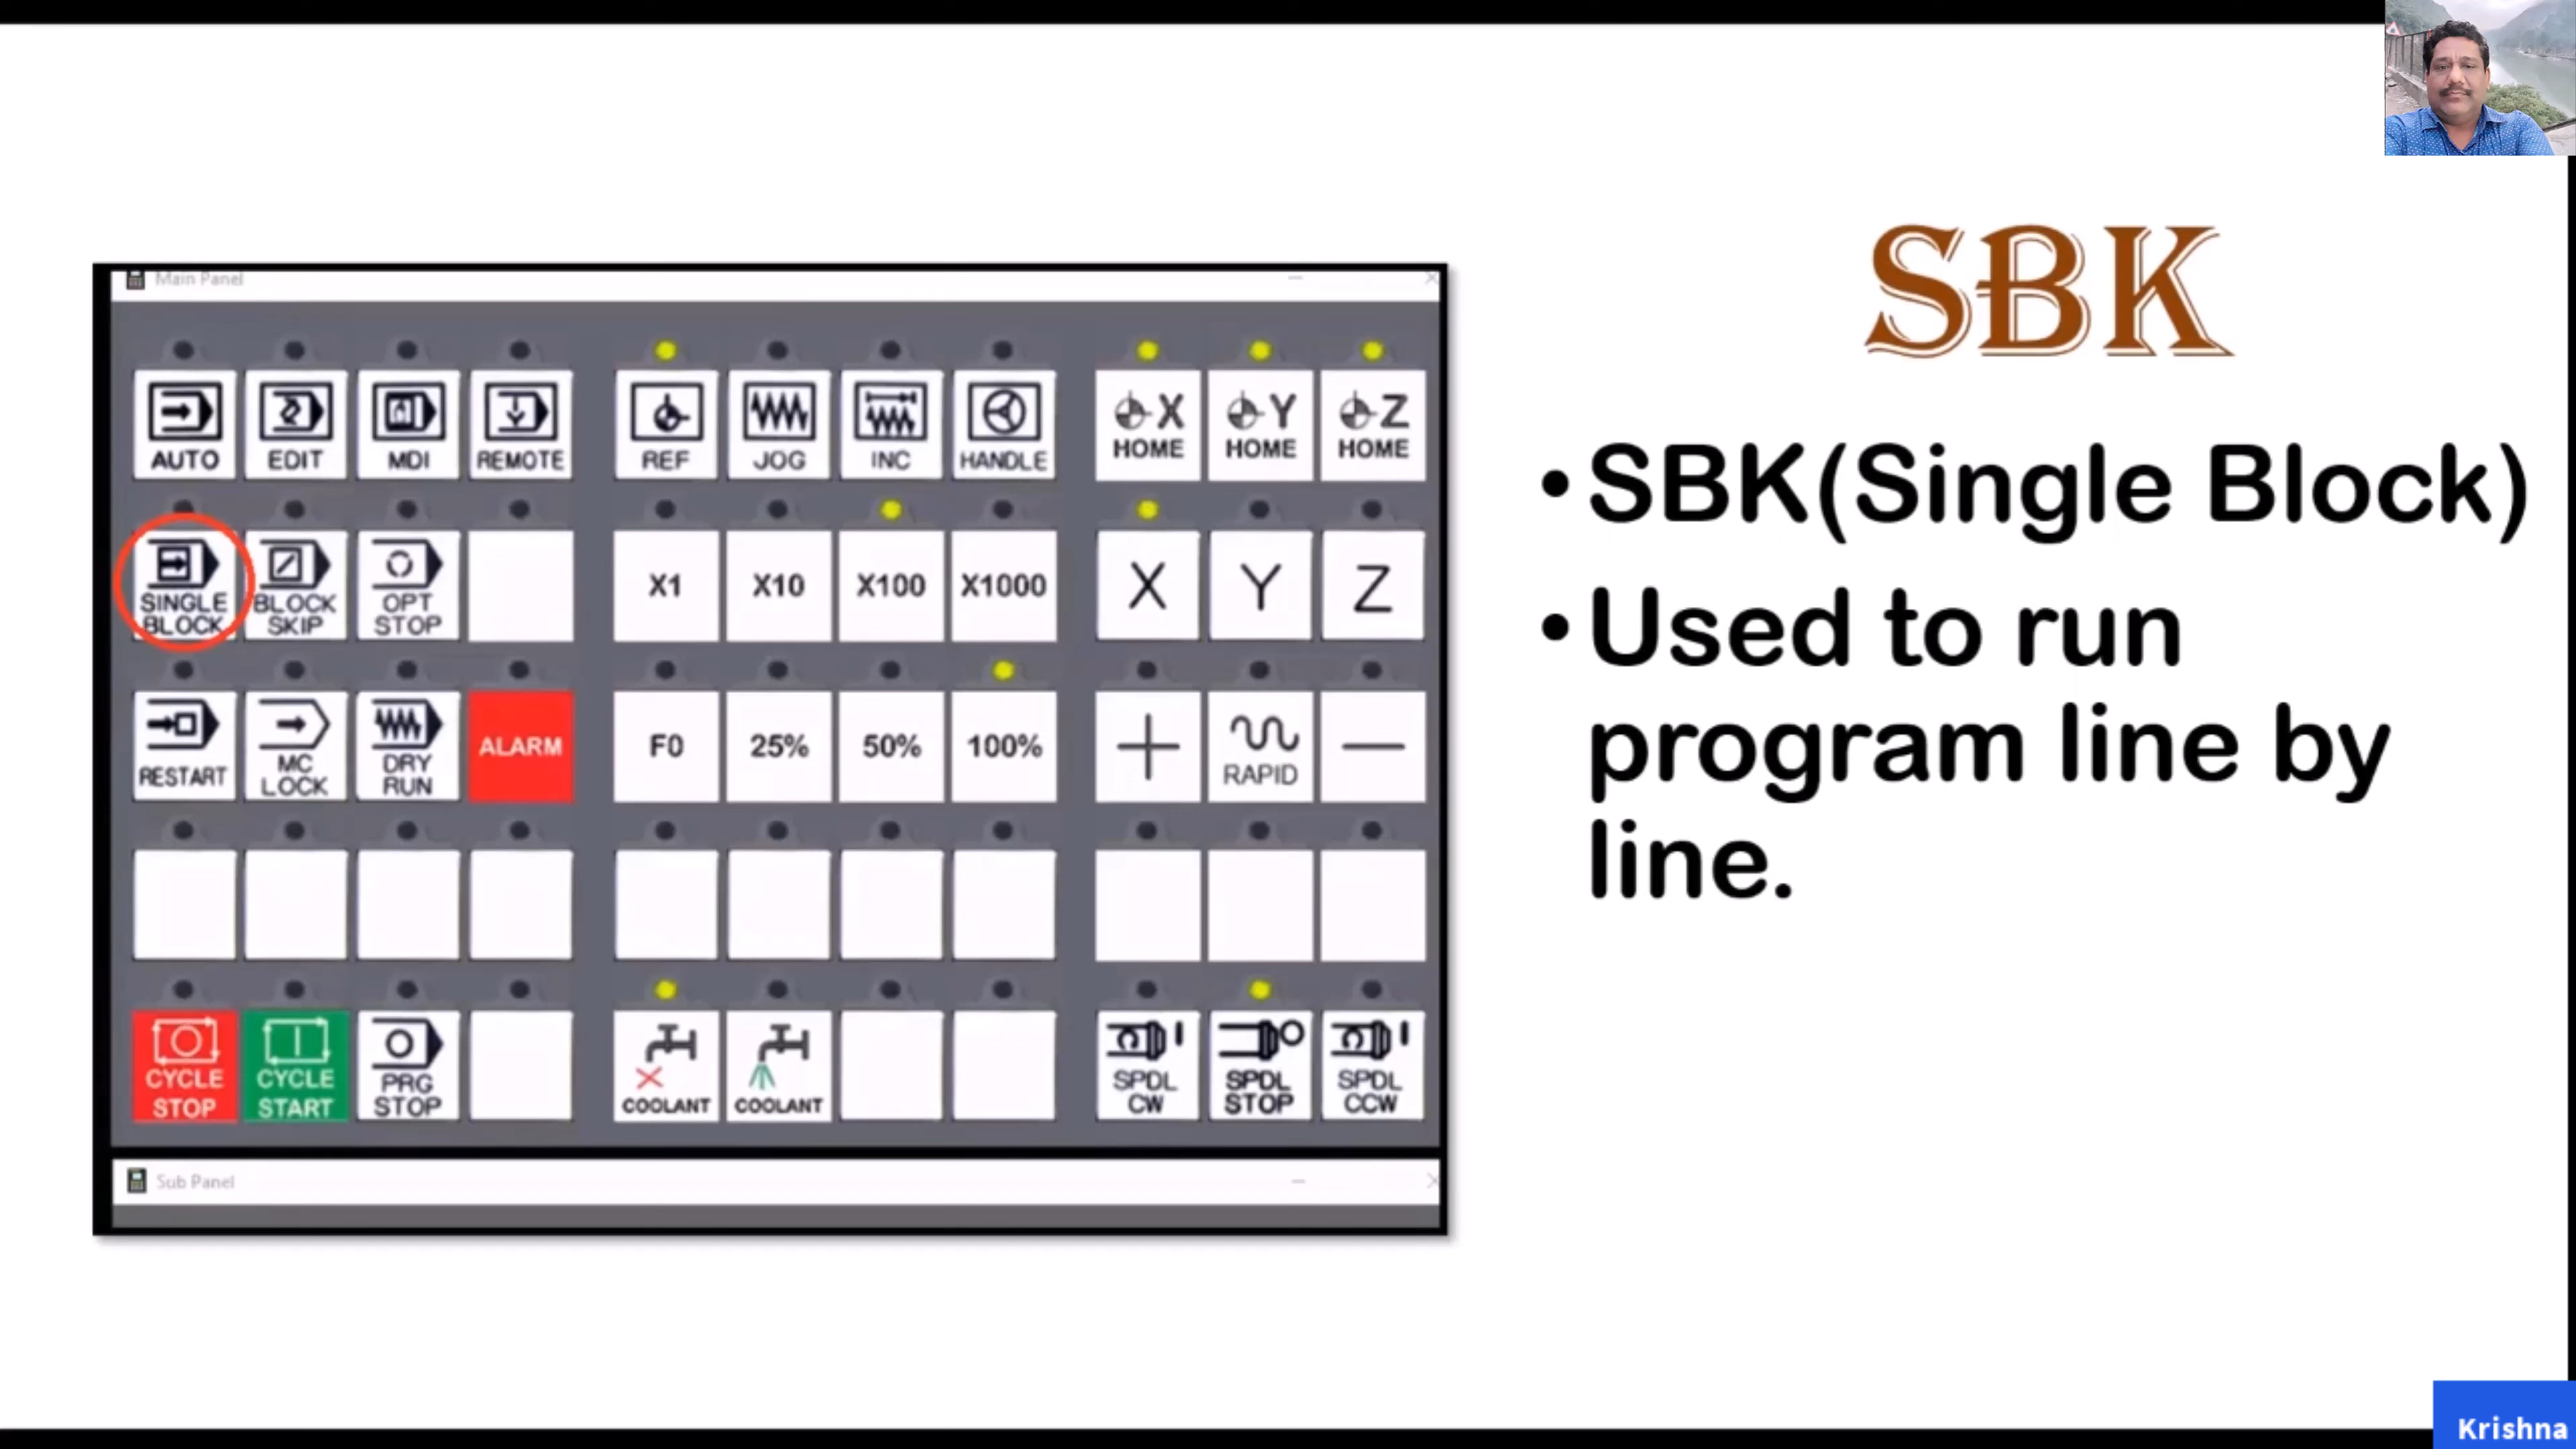 Main Panel
AUTO EDIT MDI REMOTE REF JOG INC HANDLE X HOME Y HOME Z HOME
SINGLE BLOCK BLOCK SKIP OPT STOP X1 X10 X100 X1000 X Y Z
RESTART MC LOCK DRY RUN ALARM F0 25% 50% 100% + RAPID —
CYCLE STOP CYCLE START PRG STOP COOLANT COOLANT SPDL CW SPDL STOP SPDL CCW
Sub Panel
SBK
•SBK(Single Block)
•Used to run
program line by
line.
Krishna